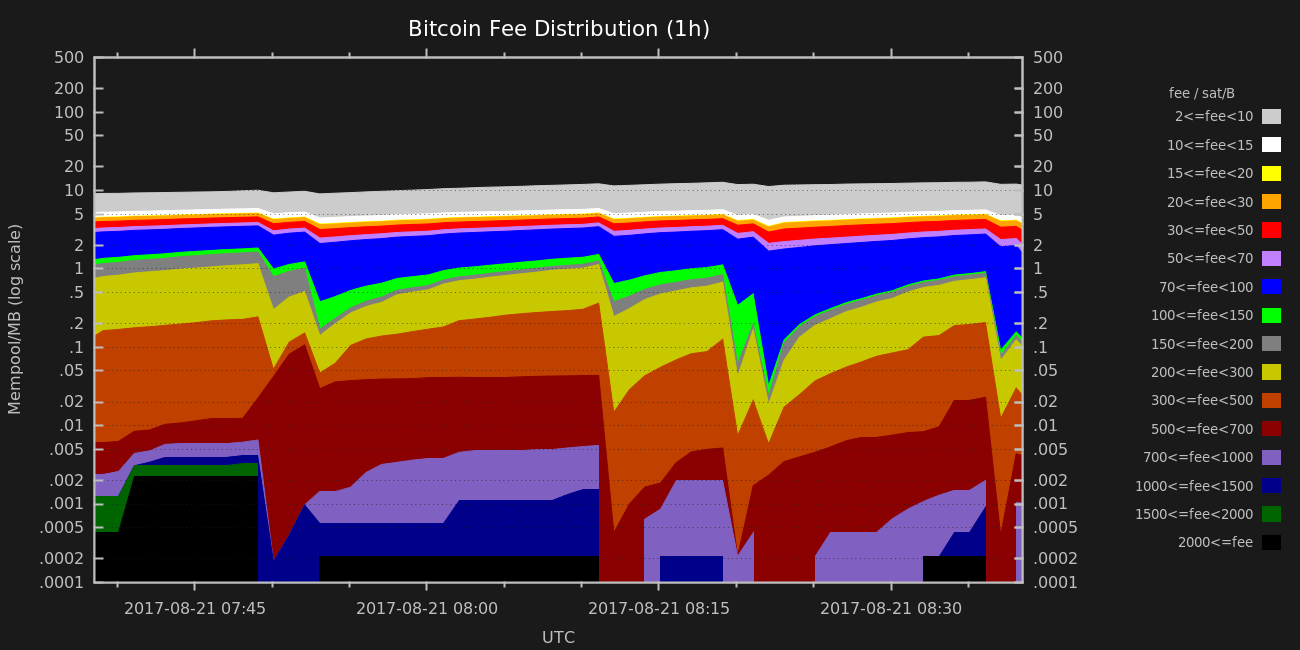 Bitcoin Fee Distribution (1h)
Mempool/MB (log scale)
500
200
100
50
20
10
5
2
1
.5
.2
.1
.05
.02
.01
.005
.002
.001
.0005
.0002
.0001
500
200
100
50
20
10
5
2
1
.5
.2
.1
.05
.02
.01
.005
.002
.001
.0005
.0002
.0001
2017-08-21 07:45
2017-08-21 08:00
2017-08-21 08:15
2017-08-21 08:30
UTC
fee / sat/B
2<=fee<10
10<=fee<15
15<=fee<20
20<=fee<30
30<=fee<50
50<=fee<70
70<=fee<100
100<=fee<150
150<=fee<200
200<=fee<300
300<=fee<500
500<=fee<700
700<=fee<1000
1000<=fee<1500
1500<=fee<2000
2000<=fee